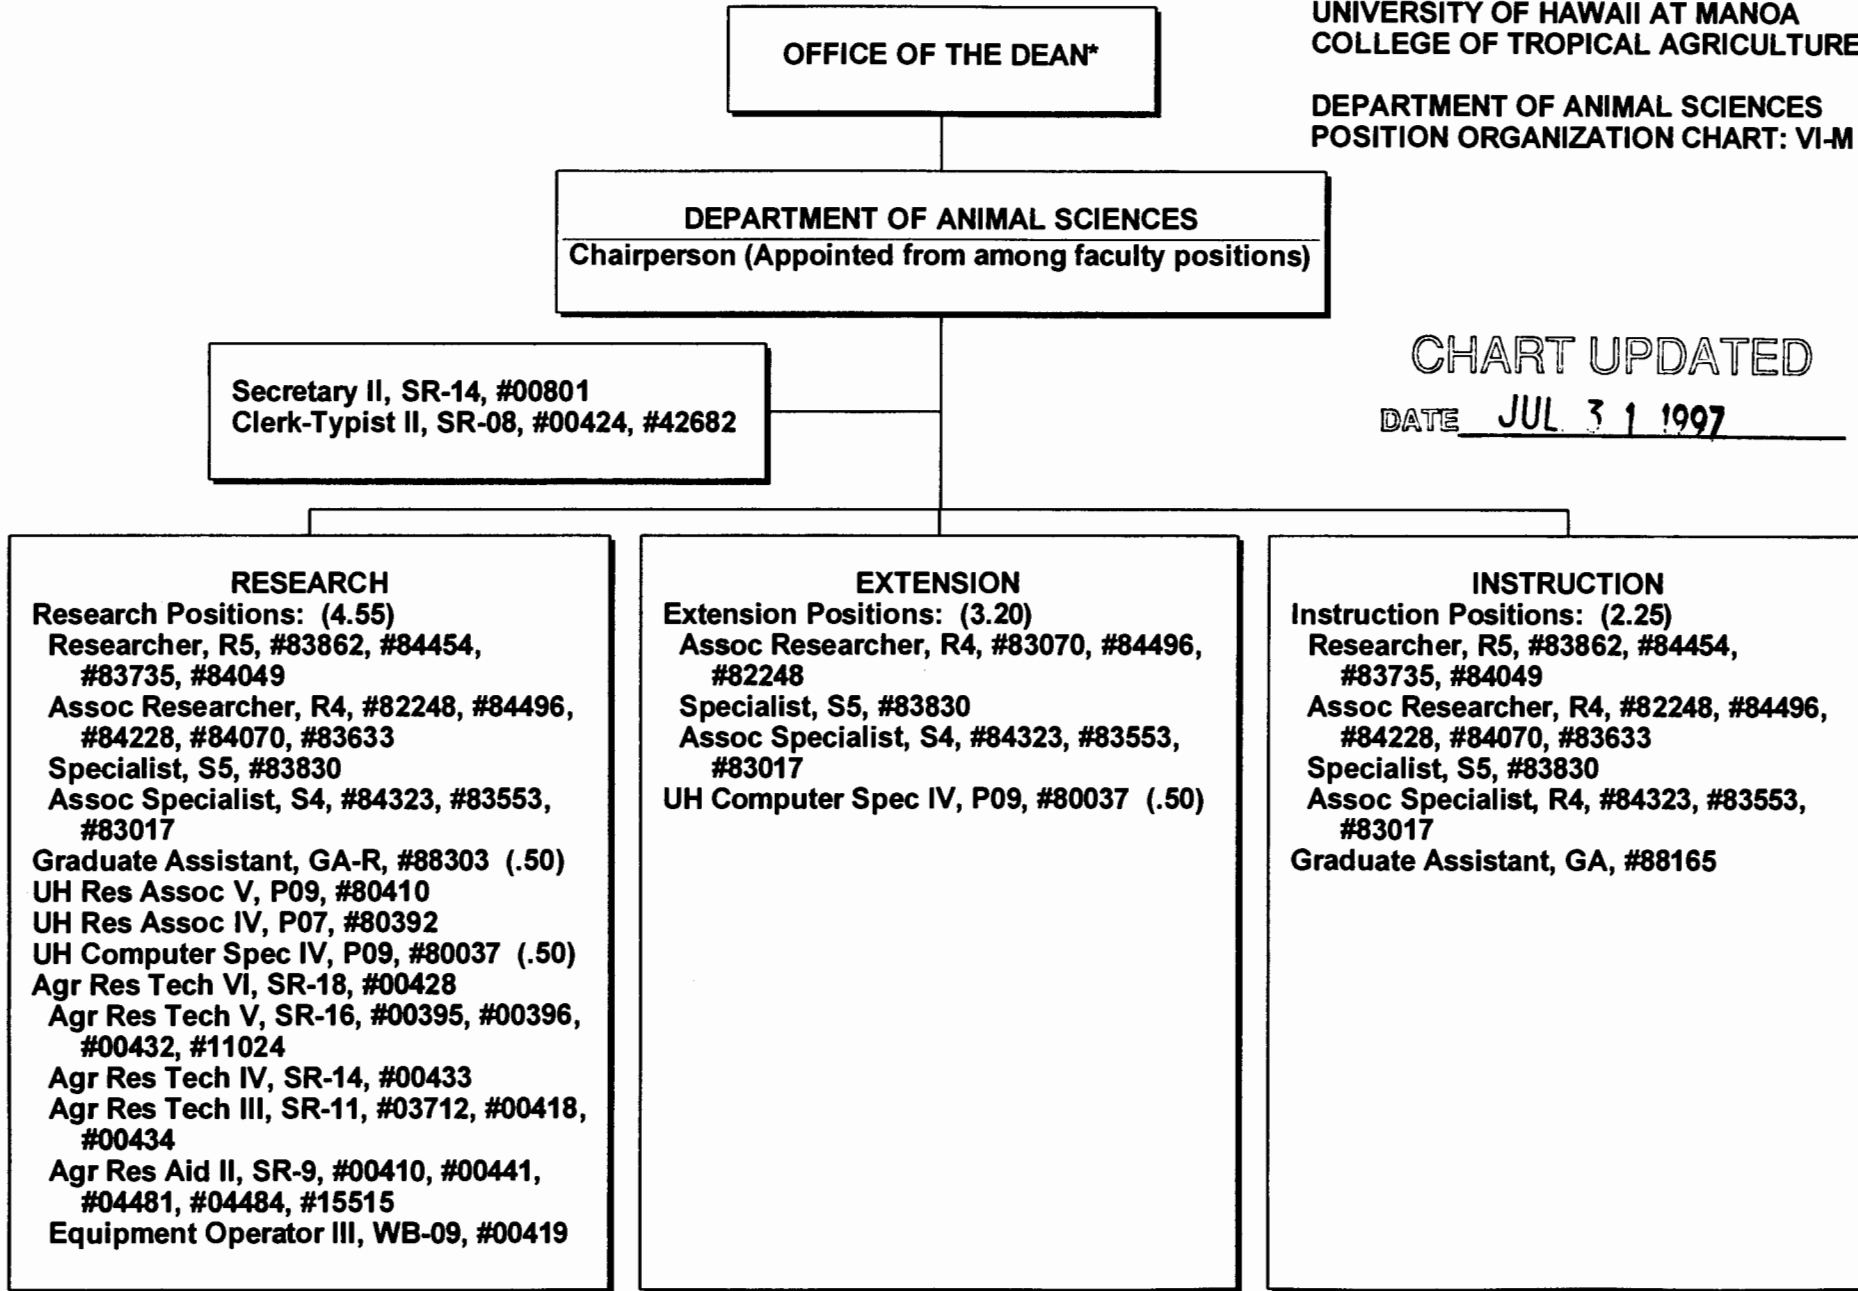 UNIVERSITY OF HAWAII AT MANOA
COLLEGE OF TROPICAL AGRICULTURE
DEPARTMENT OF ANIMAL SCIENCES
POSITION ORGANIZATION CHART: VI-M
OFFICE OF THE DEAN*
DEPARTMENT OF ANIMAL SCIENCES
Chairperson (Appointed from among faculty positions)
CHART UPDATED
DATE JUL 31 1997
Secretary II, SR-14, #00801
Clerk-Typist II, SR-08, #00424, #42682
RESEARCH
Research Positions: (4.55)
Researcher, R5, #83862, #84454,
#83735, #84049
Assoc Researcher, R4, #82248, #84496,
#84228, #84070, #83633
Specialist, S5, #83830
Assoc Specialist, S4, #84323, #83553,
#83017
Graduate Assistant, GA-R, #88303 (.50)
UH Res Assoc V, P09, #80410
UH Res Assoc IV, P07, #80392
UH Computer Spec IV, P09, #80037 (.50)
Agr Res Tech VI, SR-18, #00428
Agr Res Tech V, SR-16, #00395, #00396,
#00432, #11024
Agr Res Tech IV, SR-14, #00433
Agr Res Tech III, SR-11, #03712, #00418,
#00434
Agr Res Aid II, SR-9, #00410, #00441,
#04481, #04484, #15515
Equipment Operator III, WB-09, #00419
EXTENSION
Extension Positions: (3.20)
Assoc Researcher, R4, #83070, #84496,
#82248
Specialist, S5, #83830
Assoc Specialist, S4, #84323, #83553,
#83017
UH Computer Spec IV, P09, #80037 (.50)
INSTRUCTION
Instruction Positions: (2.25)
Researcher, R5, #83862, #84454,
#83735, #84049
Assoc Researcher, R4, #82248, #84496,
#84228, #84070, #83633
Specialist, S5, #83830
Assoc Specialist, R4, #84323, #83553,
#83017
Graduate Assistant, GA, #88165